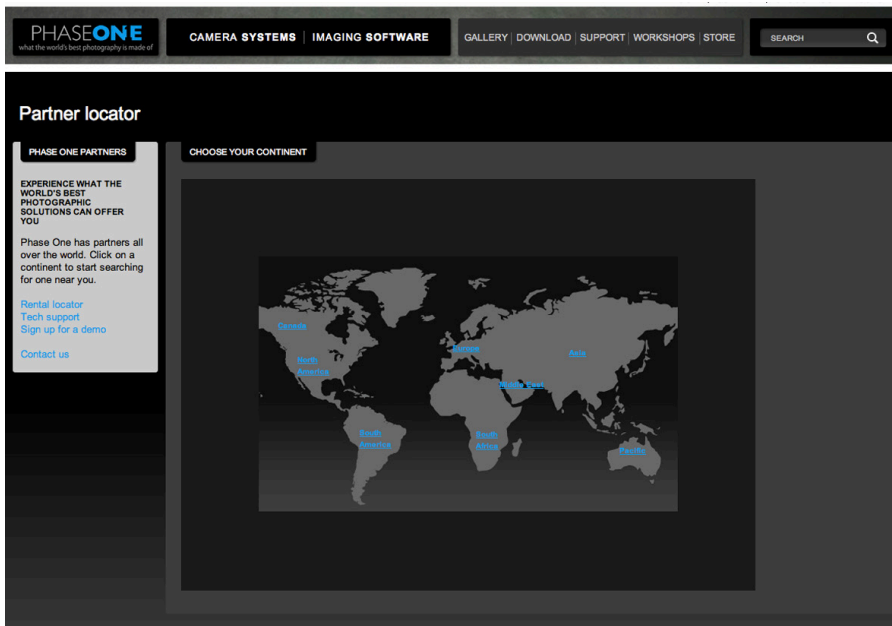 PHASEONE
what the world's best photography is made of
CAMERA SYSTEMS | IMAGING SOFTWARE
GALLERY | DOWNLOAD | SUPPORT | WORKSHOPS | STORE
SEARCH
Partner locator
PHASE ONE PARTNERS
EXPERIENCE WHAT THE
WORLD'S BEST
PHOTOGRAPHIC
SOLUTIONS CAN OFFER
YOU
Phase One has partners all
over the world. Click on a
continent to start searching
for one near you.
Rental locator
Tech support
Sign up for a demo
Contact us
CHOOSE YOUR CONTINENT
Canada
North
America
Europe
Asia
Middle East
South
America
South
Africa
Pacific